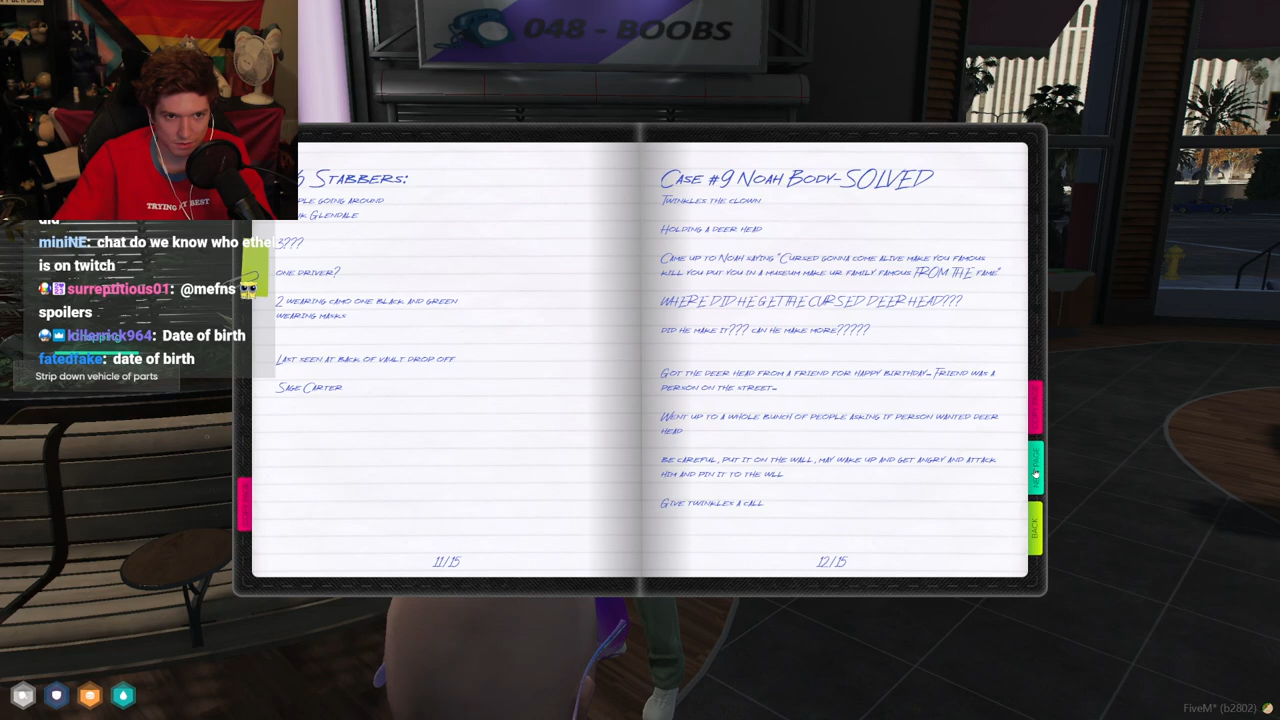 048 - BOOBS
TRYING MY BEST
miniNE: chat do we know who
is on twitch
surreptitious01: @mefns
spoilers
killerrick964: Date of birth
fatedfake: date of birth
Strip down vehicle of parts
Stabbers:
going around
Glendale
3???
one driver?
2 wearing camo one black and green
wearing masks
Last seen at back of vault drop off
Sage Carter
11/15
Case #9 Noah Body-SOLVED
Twinkles the clown
Holding a deer head
Came up to Noah saying "Cursed gonna come alive make you famous
kill you put you in a museum make ur family famous FROM THE fame"
WHERE DID HE GET THE CURSED DEER HEAD???
did he make it??? can he make more?????
Got the deer head from a friend for happy birthday... Friend was a
person on the street...
Went up to a whole bunch of people asking if person wanted deer
head
be careful, put it on the wall, may wake up and get angry and attack
him and pin it to the wll
Give twinkles a call
12/15
BACK
FiveM* (b2802)